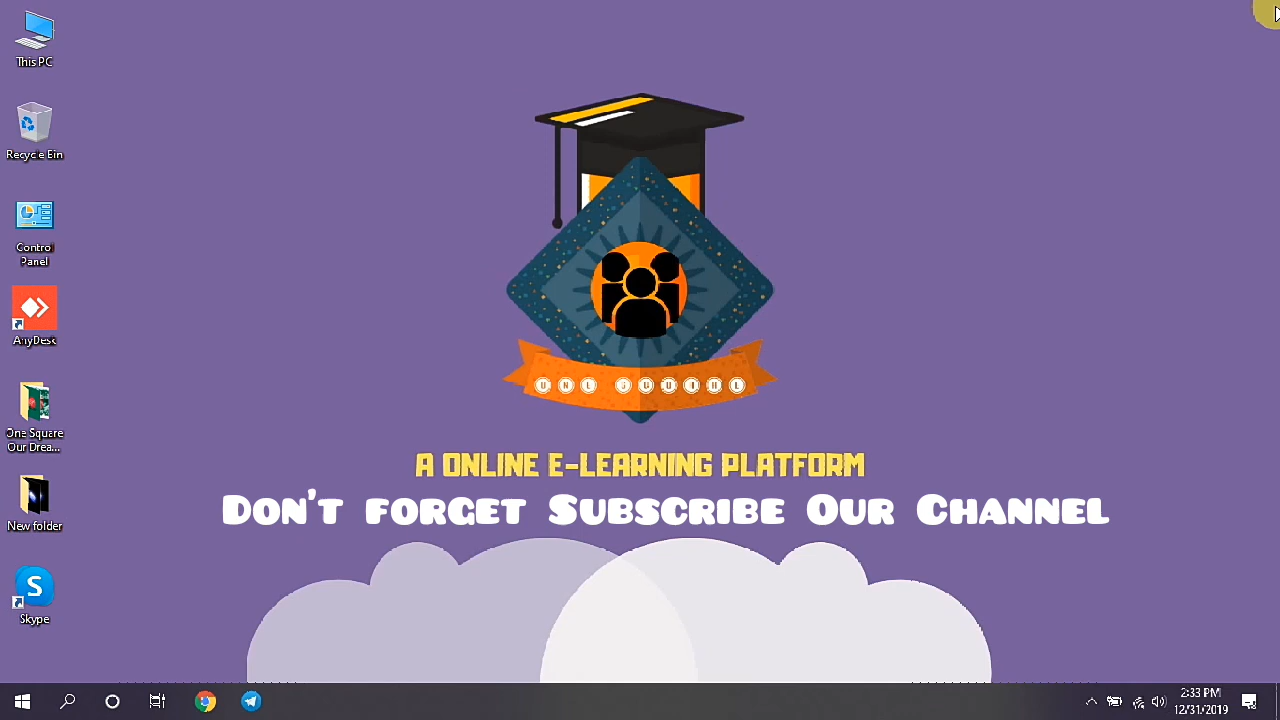 This PC
Recycle Bin
Control
Panel
AnyDesk
One Square
Our Drea...
New folder
S
Skype
A ONLINE E-LEARNING PLATFORM
DON'T FORGET SUBSCRIBE OUR CHANNEL
2:33 PM
12/31/2019